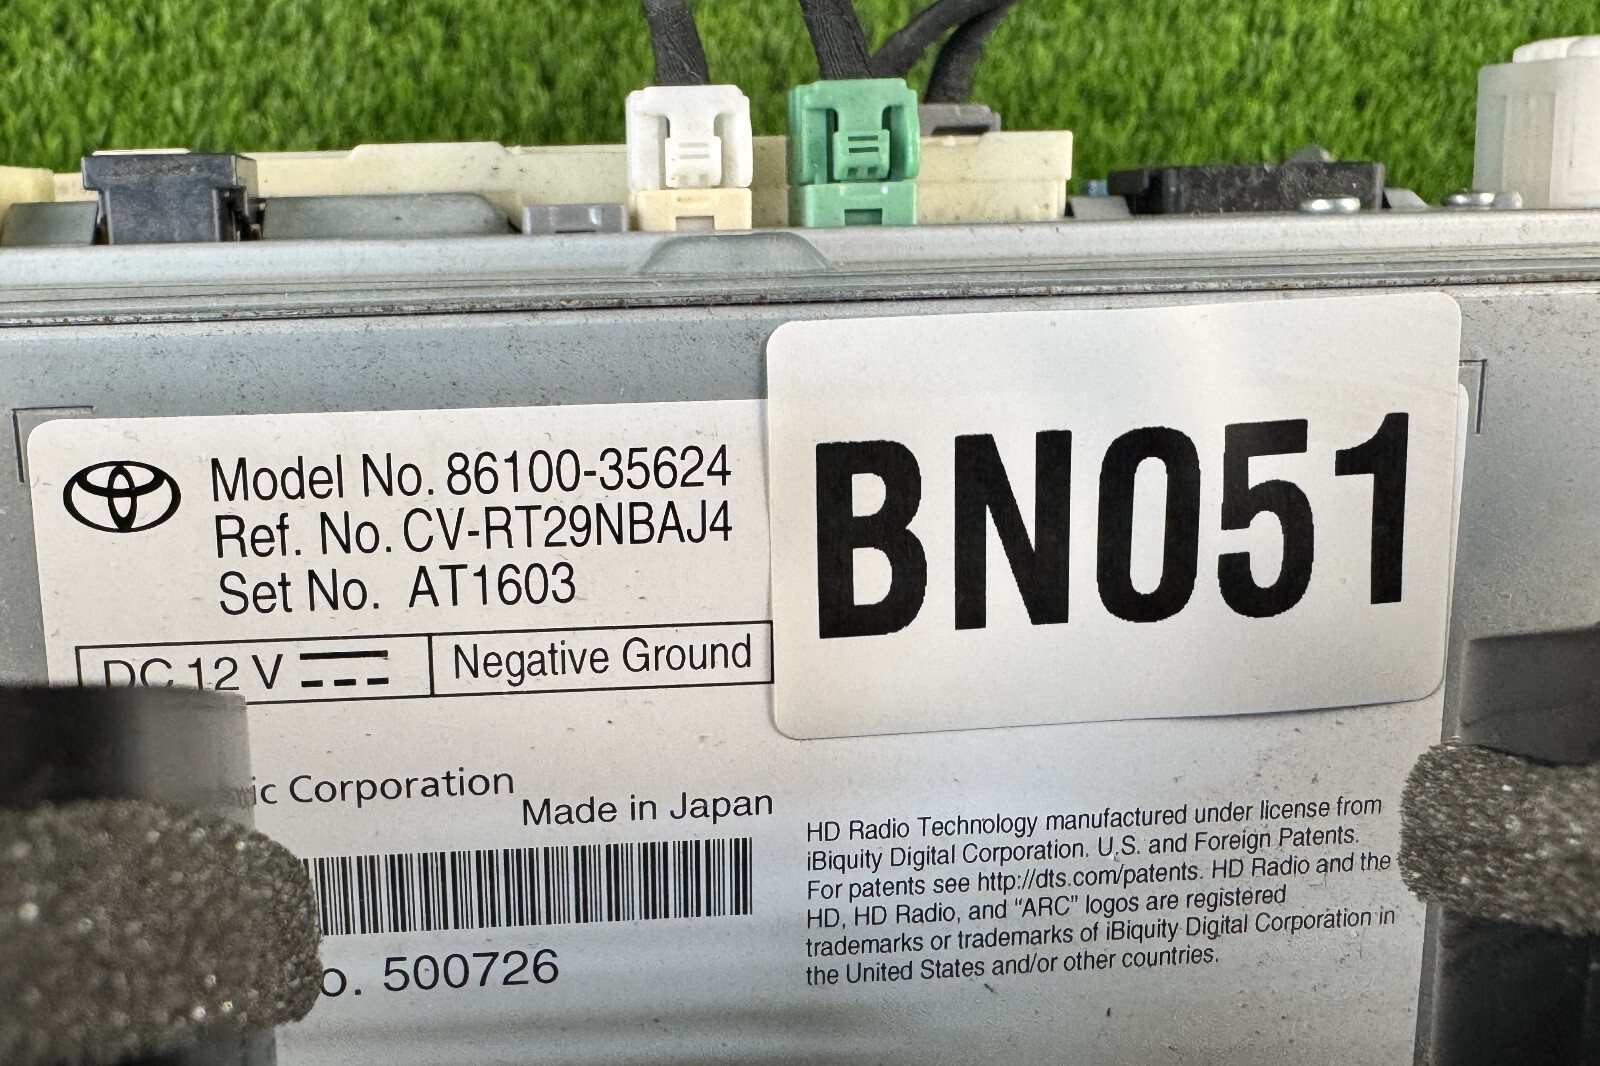 Model No. 86100-35624
Ref. No. CV-RT29NBAJ4
Set No. AT1603
BN051
DC 12 V
Negative Ground
ic Corporation
Made in Japan
HD Radio Technology manufactured under license from
iBiquity Digital Corporation. U.S. and Foreign Patents.
For patents see http://dts.com/patents. HD Radio and the
HD, HD Radio, and “ARC” logos are registered
trademarks or trademarks of iBiquity Digital Corporation in
the United States and/or other countries.
o. 500726